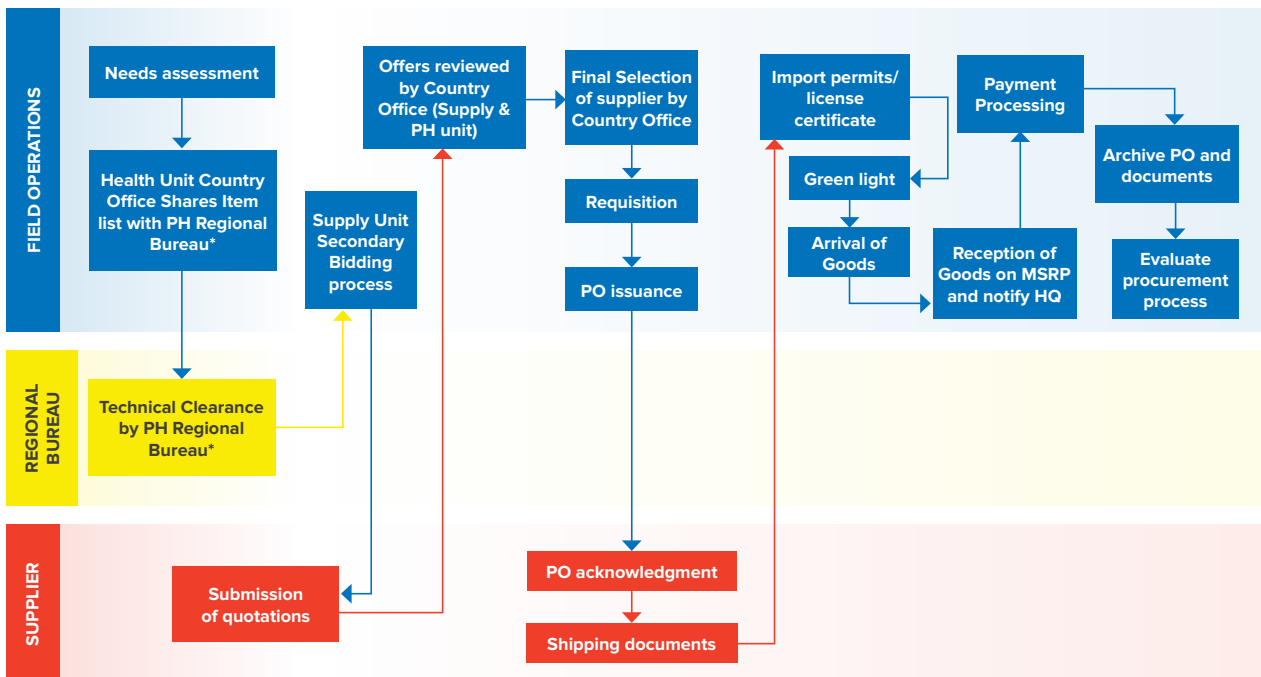 FIELD OPERATIONS
Needs assessment
Health Unit Country
Office Shares Item
list with PH Regional
Bureau*
Supply Unit
Secondary
Bidding
process
Offers reviewed
by Country
Office (Supply &
PH unit)
Final Selection
of supplier by
Country Office
Requisition
PO issuance
Import permits/
license
certificate
Green light
Arrival of
Goods
Reception of
Goods on MSRP
and notify HQ
Payment
Processing
Archive PO and
documents
Evaluate
procurement
process
REGIONAL
BUREAU
Technical Clearance
by PH Regional
Bureau*
SUPPLIER
Submission
of quotations
PO acknowledgment
Shipping documents